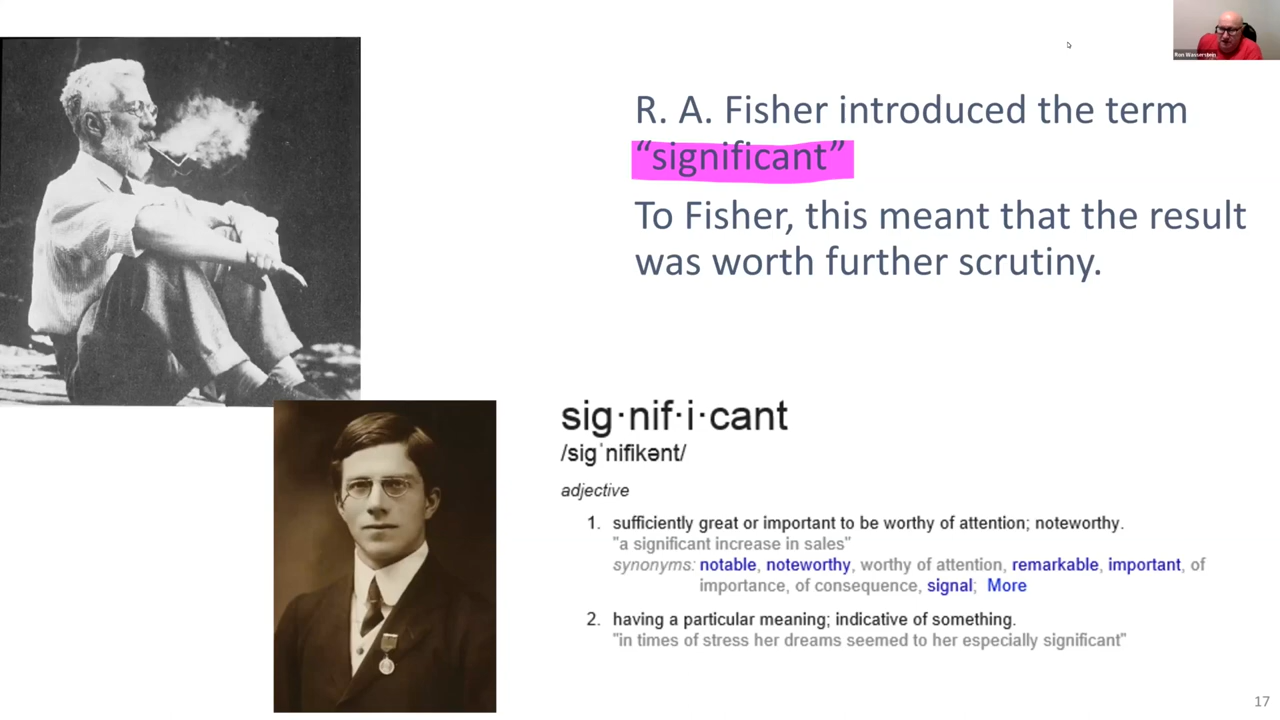 Ron Wasserstein
R. A. Fisher introduced the term
“significant”
To Fisher, this meant that the result
was worth further scrutiny.
sig·nif·i·cant
/sigˈnifikənt/
adjective
1. sufficiently great or important to be worthy of attention; noteworthy.
"a significant increase in sales"
synonyms: notable, noteworthy, worthy of attention, remarkable, important, of
importance, of consequence, signal; More
2. having a particular meaning; indicative of something.
"in times of stress her dreams seemed to her especially significant"
17